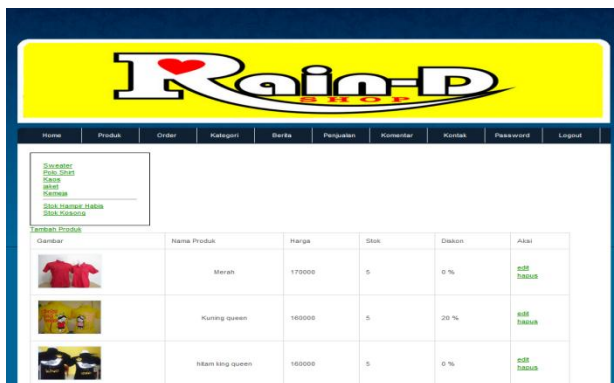 Rain-D
SHOP
Home Produk Order Kategori Berita Penjualan Komentar Kontak Password Logout
Sweater
Polo Shirt
Kaos
jaket
Kemeja
Stok Hampir Habis
Stok Kosong
Tambah Produk
Gambar Nama Produk Harga Stok Diskon Aksi
Merah 170000 5 0 % edit
hapus
Kuning queen 160000 5 20 % edit
hapus
hitam king queen 160000 5 0 % edit
hapus